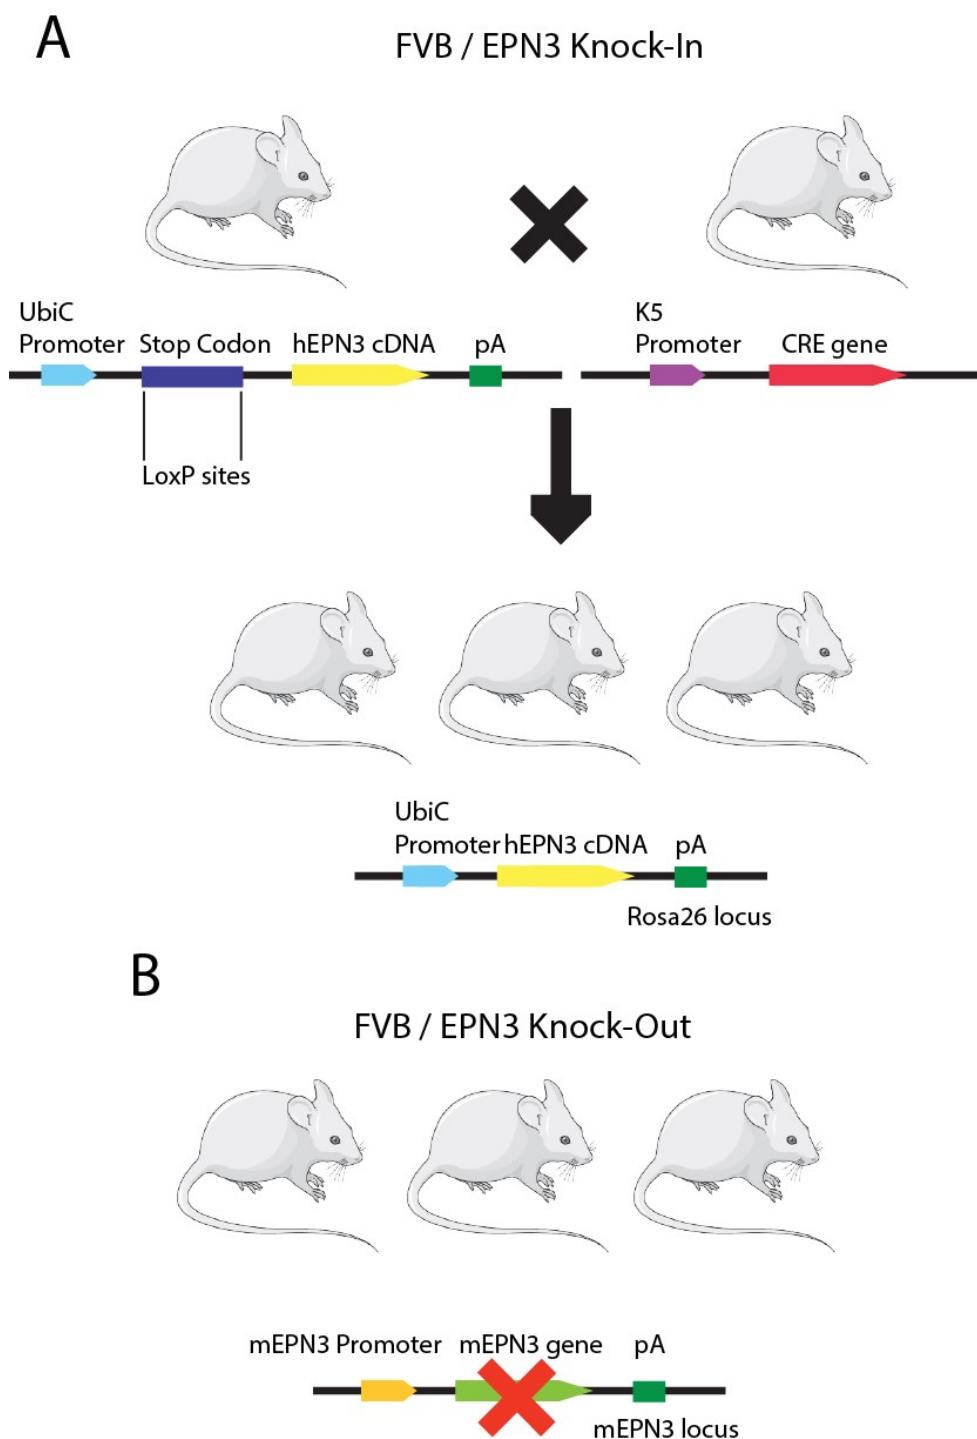 A
FVB / EPN3 Knock-In
UbiC
Promoter
Stop Codon
hEPN3 cDNA
pA
K5
Promoter
CRE gene
LoxP sites
UbiC
Promoter
hEPN3 cDNA
pA
Rosa26 locus
B
FVB / EPN3 Knock-Out
mEPN3 Promoter
mEPN3 gene
pA
mEPN3 locus